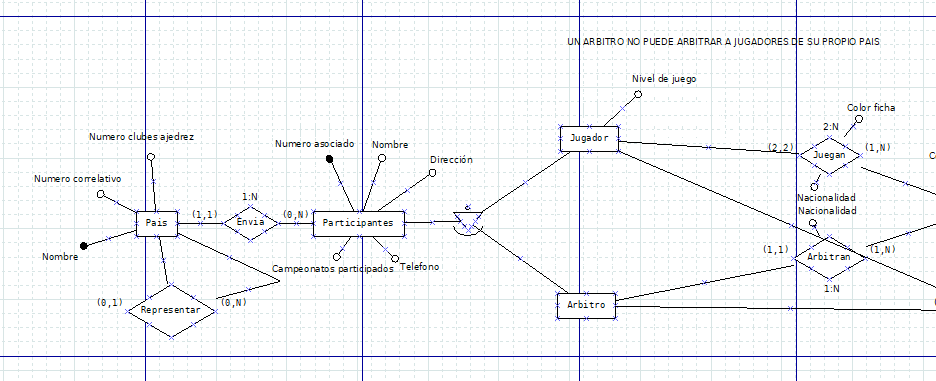 UN ARBITRO NO PUEDE ARBITRAR A JUGADORES DE SU PROPIO PAIS
Nivel de juego
Color ficha
Numero clubes ajedrez
2:N
Jugador
Numero asociado
Nombre
(2,2)
Juegan
(1,N)
Dirección
Numero correlativo
1:N
Nacionalidad
Nacionalidad
Pais
(1,1)
Envia
(0,N)
Participantes
d
Nombre
(1,1)
Arbitran
(1,N)
Campeonatos participados
Telefono
1:N
(0,1)
Representar
(0,N)
Arbitro